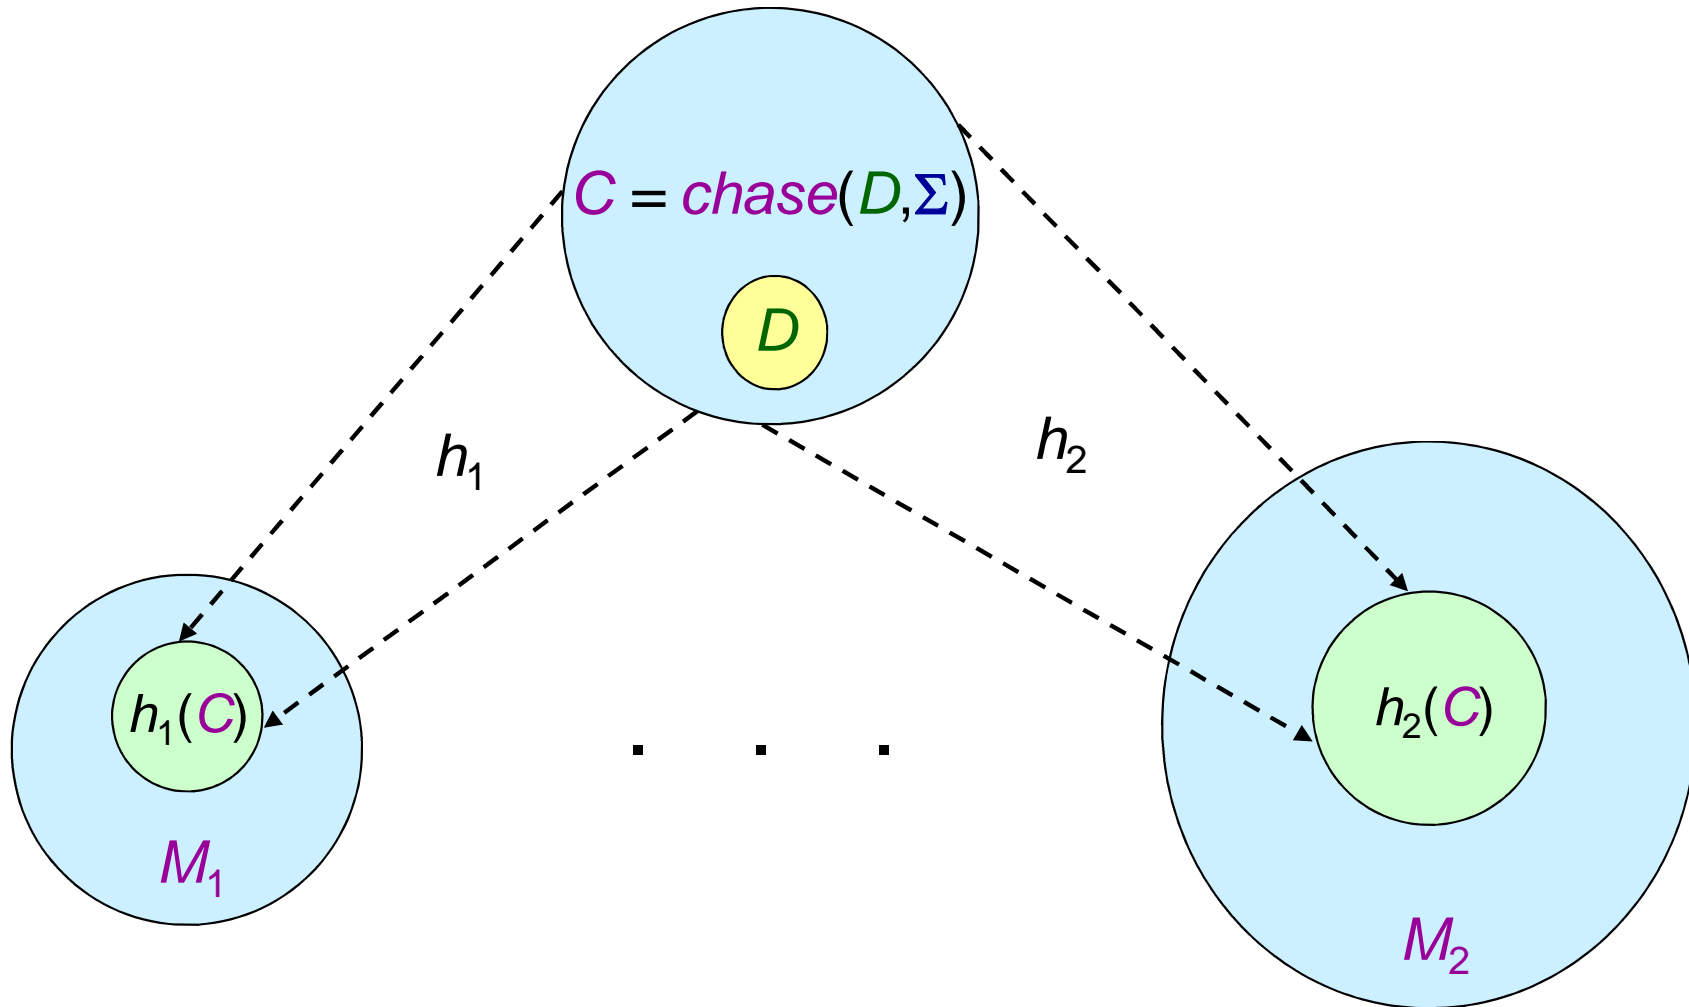 C = chase(D,Σ)
D
h₁
h₂
h₁(C)
. . .
h₂(C)
M₁
M₂